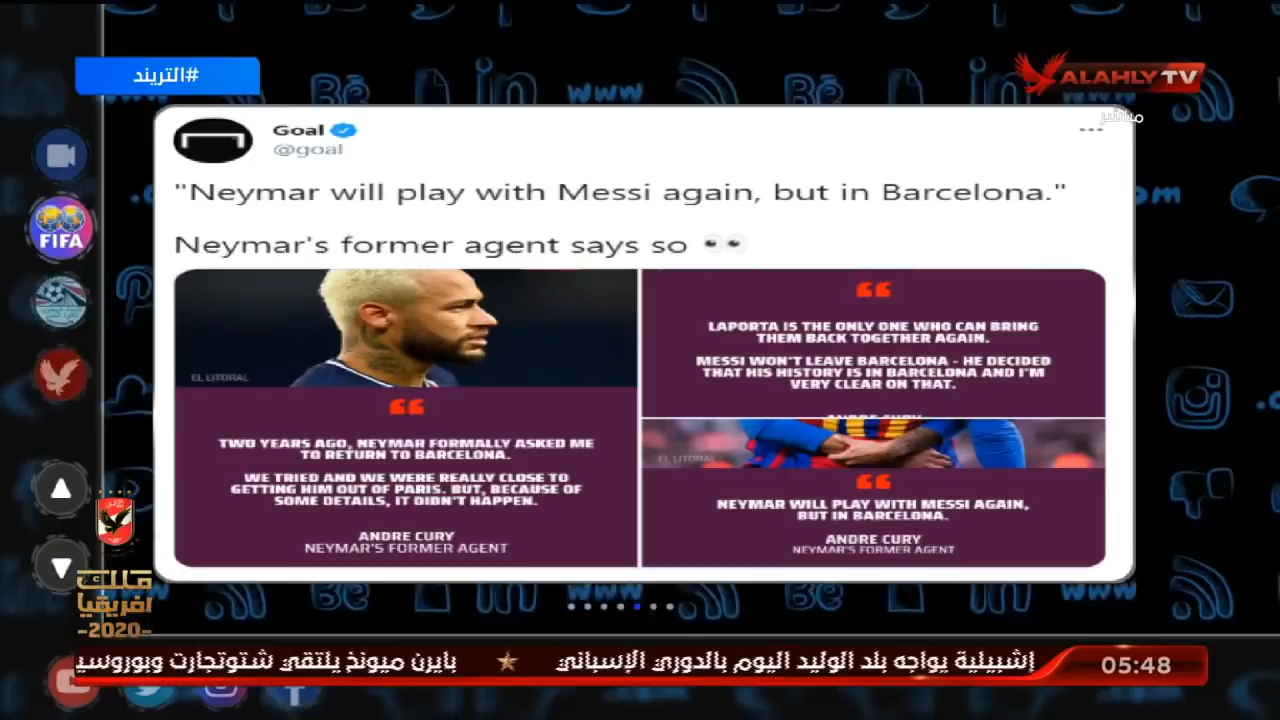 #التريند
ALAHLY TV
مباشر
Goal
@goal
"Neymar will play with Messi again, but in Barcelona."
Neymar's former agent says so 👀
EL LITORAL
TWO YEARS AGO, NEYMAR FORMALLY ASKED ME
TO RETURN TO BARCELONA.
WE TRIED AND WE WERE REALLY CLOSE TO
GETTING HIM OUT OF PARIS. BUT, BECAUSE OF
SOME DETAILS, IT DIDN'T HAPPEN.
ANDRE CURY
NEYMAR'S FORMER AGENT
LAPORTA IS THE ONLY ONE WHO CAN BRING
THEM BACK TOGETHER AGAIN.
MESSI WON'T LEAVE BARCELONA - HE DECIDED
THAT HIS HISTORY IS IN BARCELONA AND I'M
VERY CLEAR ON THAT.
ANDRE CURY
EL LITORAL
NEYMAR WILL PLAY WITH MESSI AGAIN,
BUT IN BARCELONA.
ANDRE CURY
NEYMAR'S FORMER AGENT
FIFA
ملك
افريقيا
-2020-
إشبيلية يواجه بلد الوليد اليوم بالدوري الإسباني ★ بايرن ميونخ يلتقي شتوتجارت وبوروسي
05:48